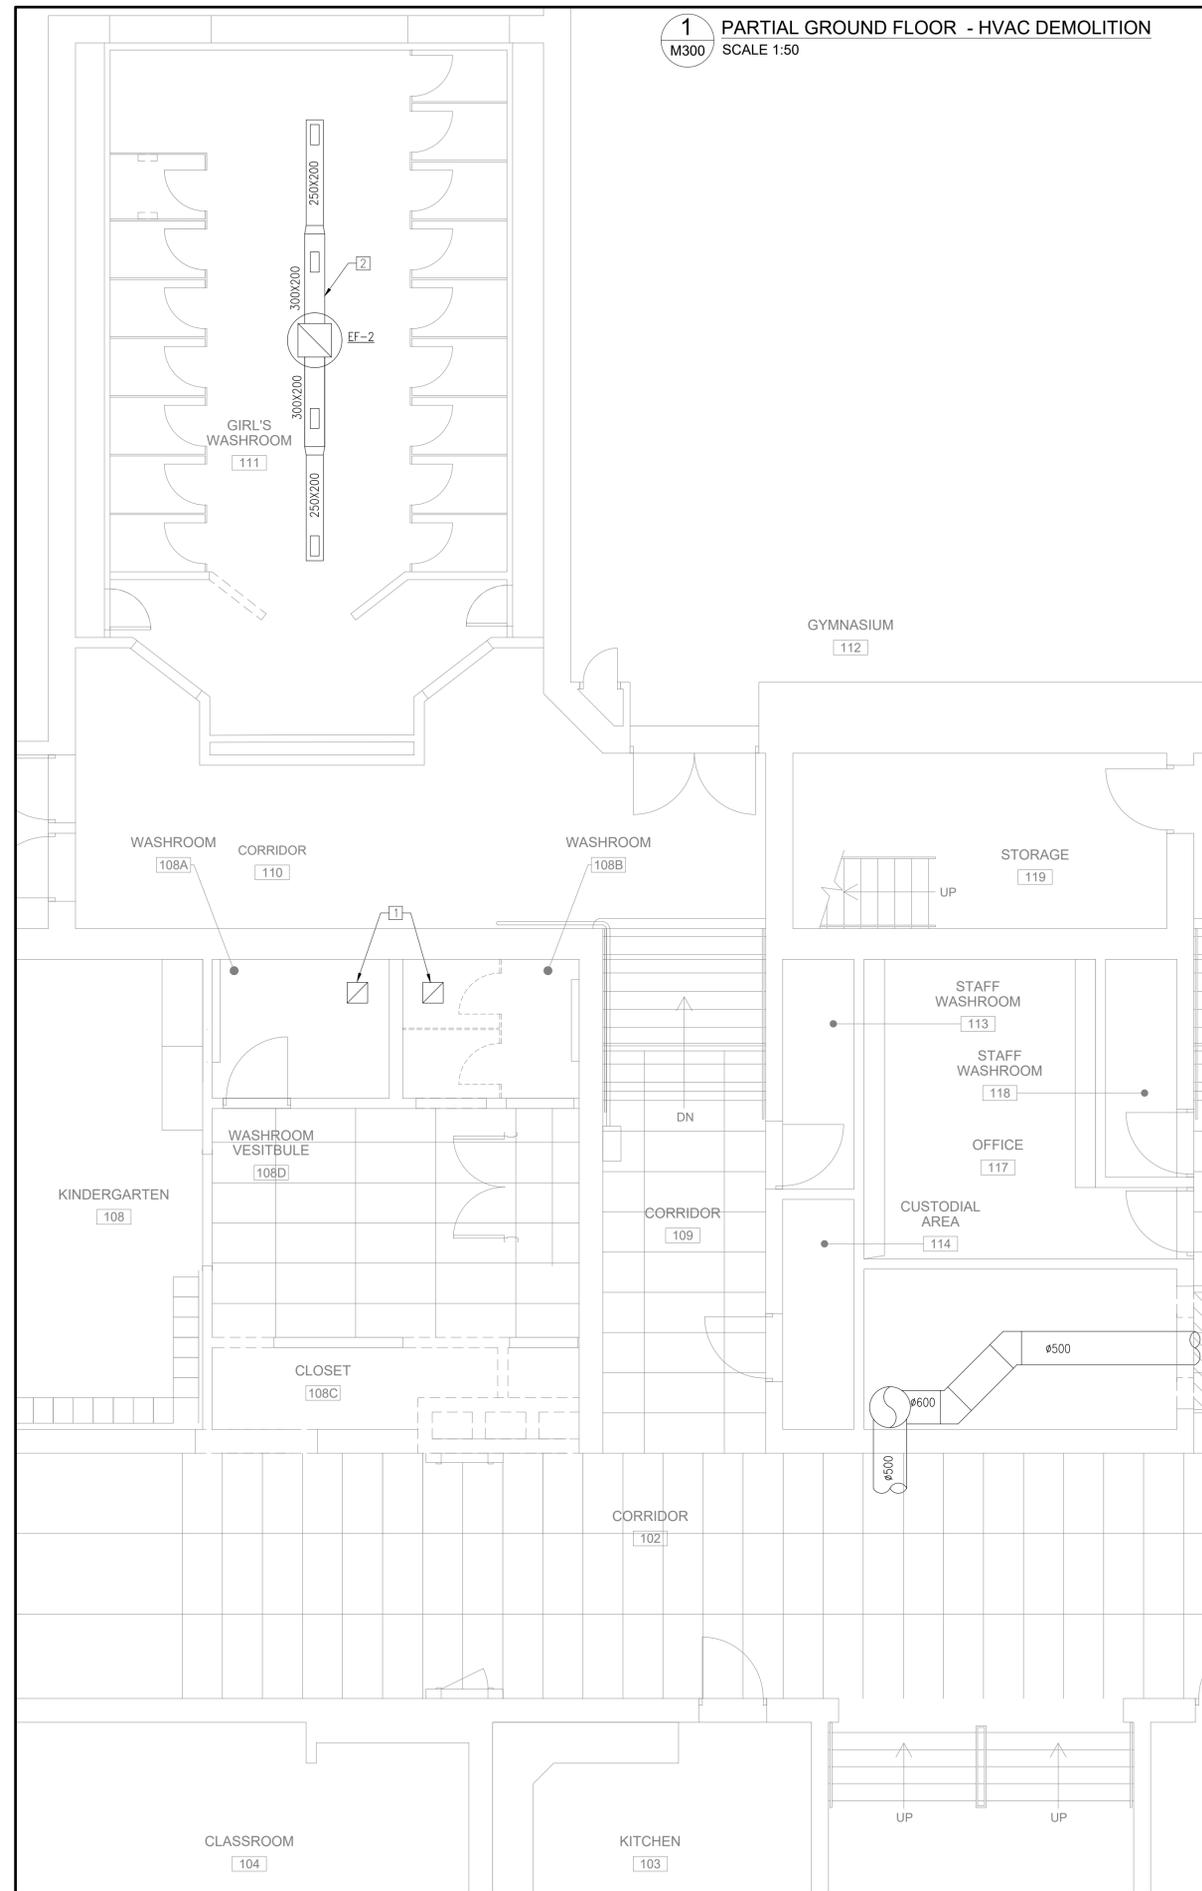 1
M300
PARTIAL GROUND FLOOR - HVAC DEMOLITION
SCALE 1:50
250X200
300X200
2
EF-2
300X200
GIRL'S
WASHROOM
111
250X200
GYMNASIUM
112
WASHROOM
108A
CORRIDOR
110
WASHROOM
108B
STORAGE
119
UP
1
STAFF
WASHROOM
113
STAFF
WASHROOM
118
DN
WASHROOM
VESITBULE
108D
OFFICE
117
KINDERGARTEN
108
CORRIDOR
109
CUSTODIAL
AREA
114
ø500
CLOSET
108C
ø600
ø500
CORRIDOR
102
UP
UP
CLASSROOM
104
KITCHEN
103